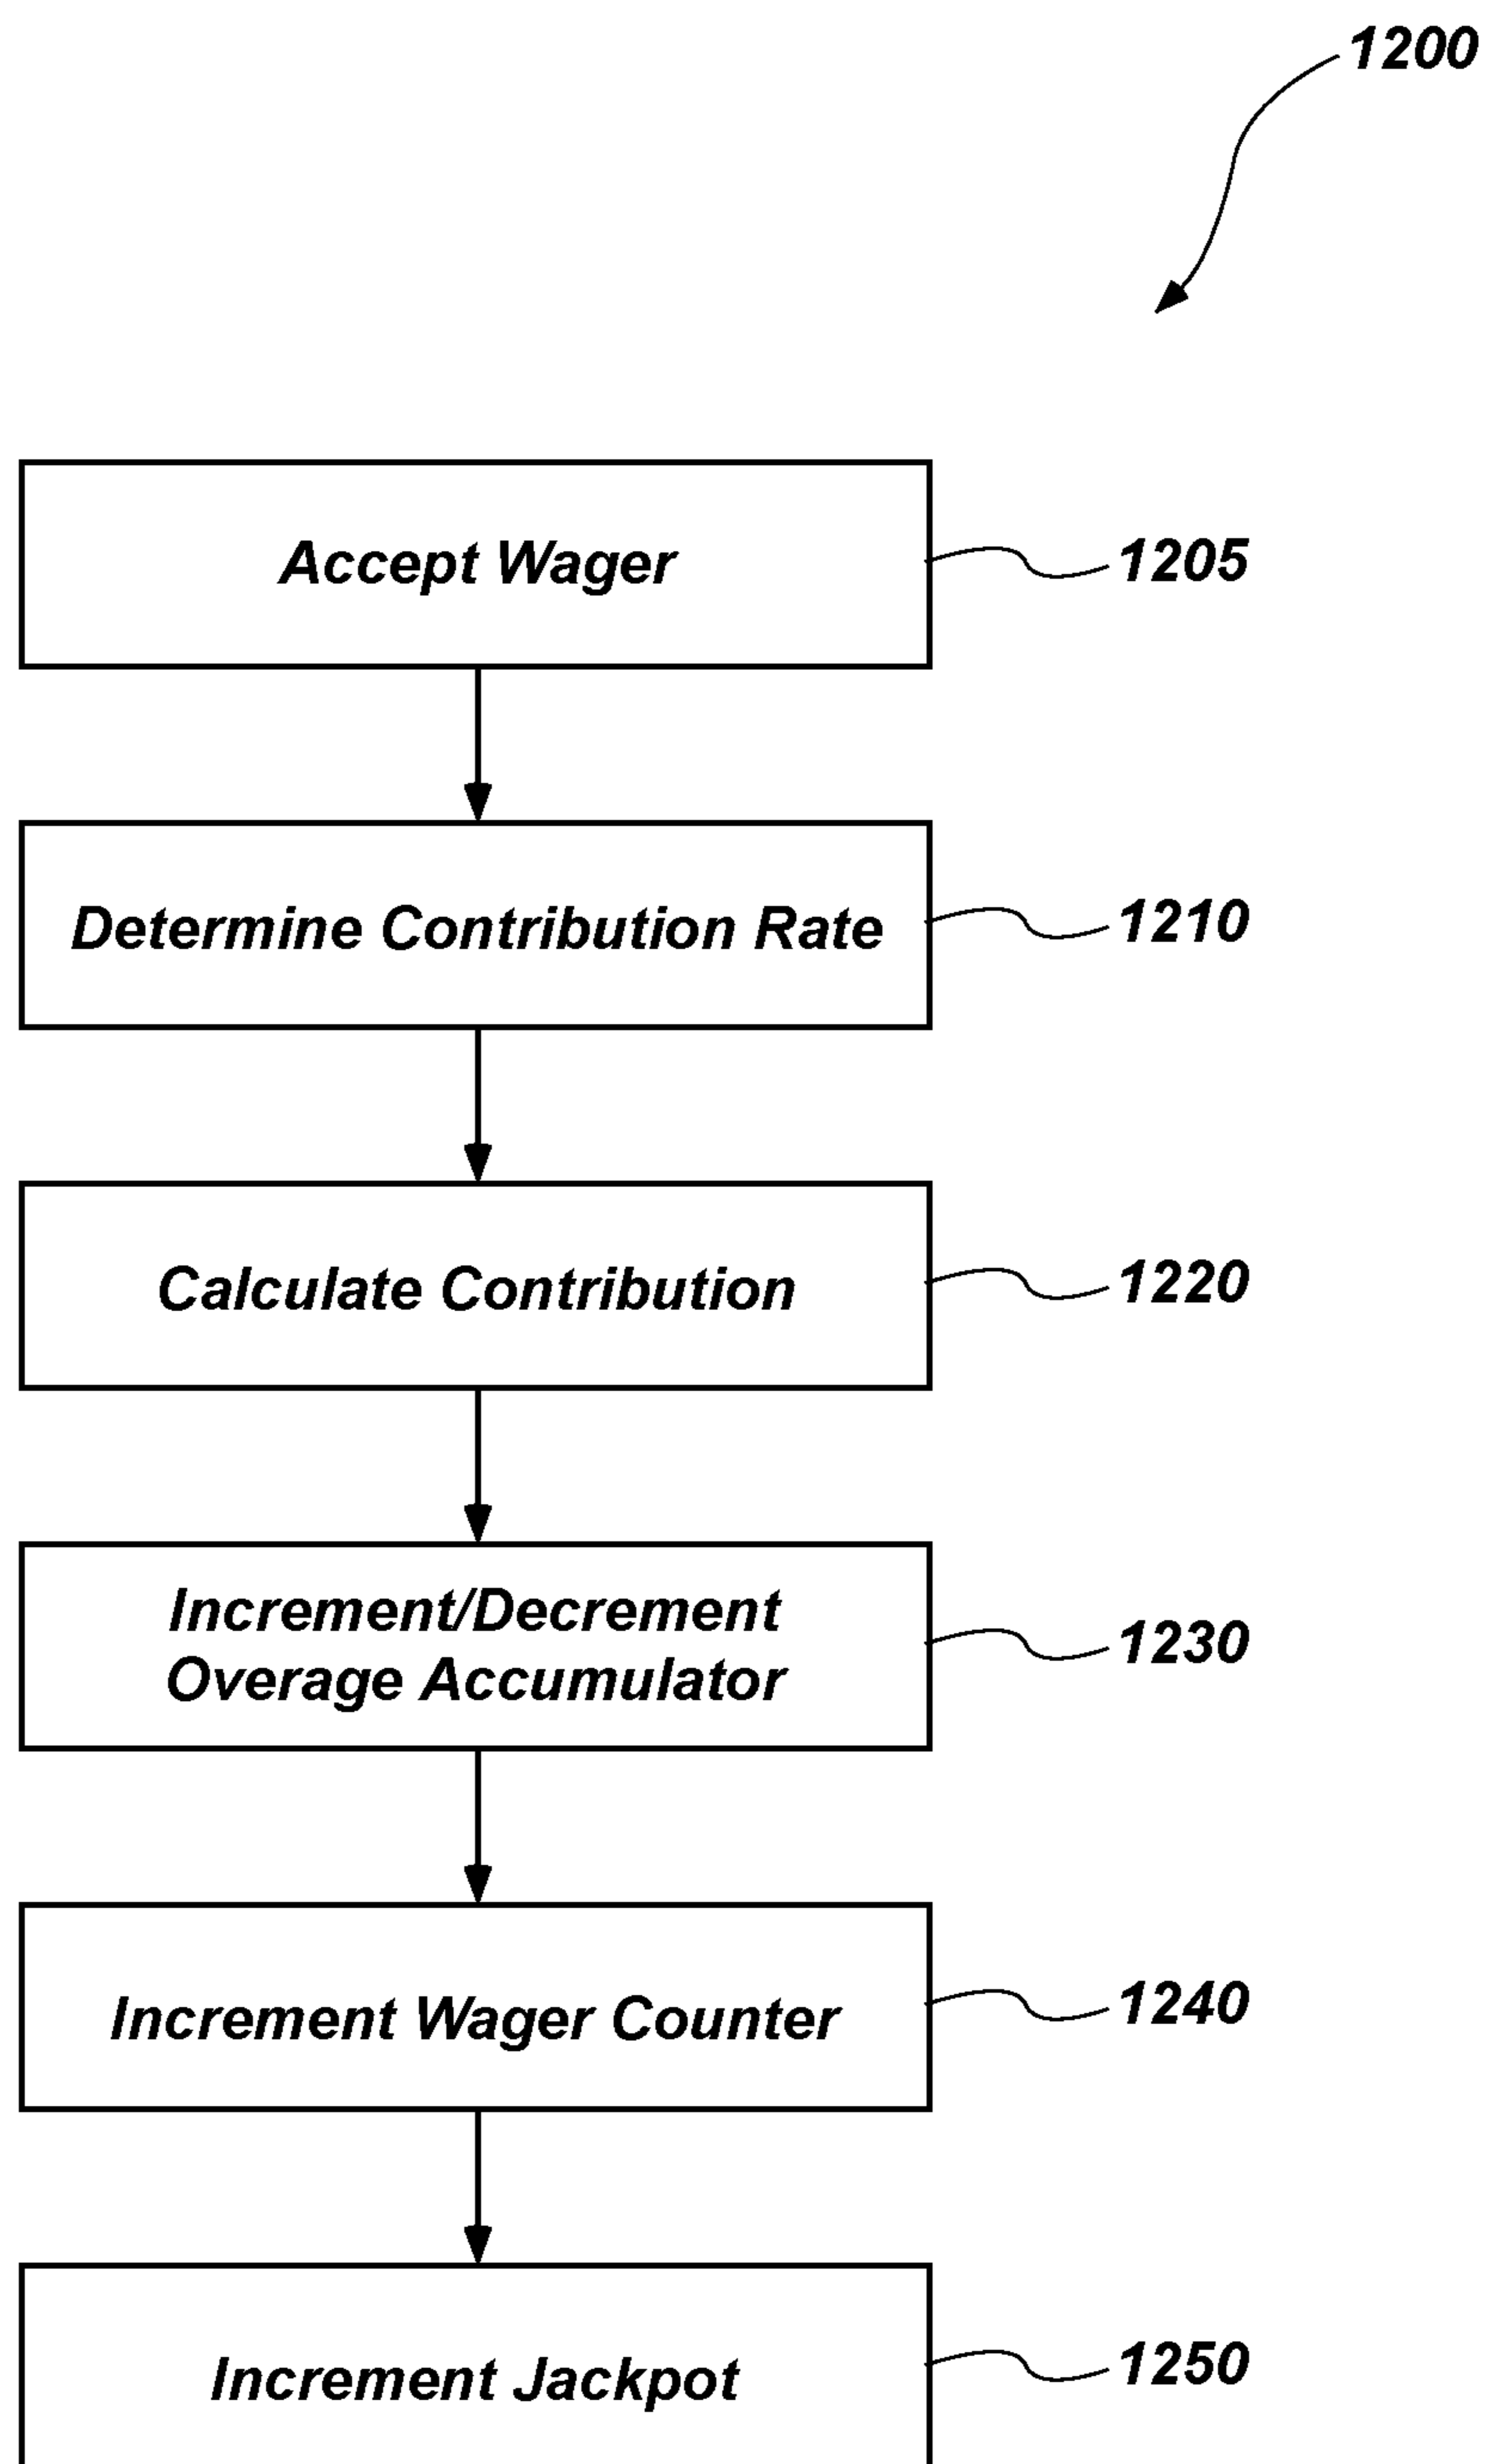 1200
Accept Wager
1205
Determine Contribution Rate
1210
Calculate Contribution
1220
Increment/Decrement
Overage Accumulator
1230
Increment Wager Counter
1240
Increment Jackpot
1250